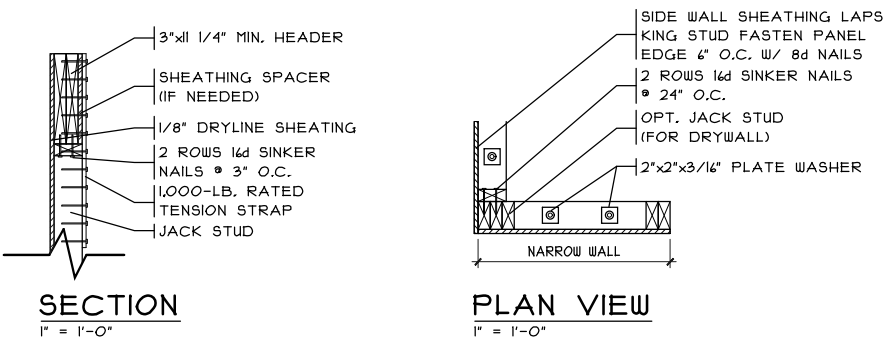 3"x11 1/4" MIN. HEADER
SHEATHING SPACER
(IF NEEDED)
1/8" DRYLINE SHEATING
2 ROWS 16d SINKER
NAILS @ 3" O.C.
1,000-LB. RATED
TENSION STRAP
JACK STUD
SECTION
1" = 1'-0"
SIDE WALL SHEATHING LAPS
KING STUD FASTEN PANEL
EDGE 6" O.C. W/ 8d NAILS
2 ROWS 16d SINKER NAILS
@ 24" O.C.
OPT. JACK STUD
(FOR DRYWALL)
2"x2"x3/16" PLATE WASHER
NARROW WALL
PLAN VIEW
1" = 1'-0"